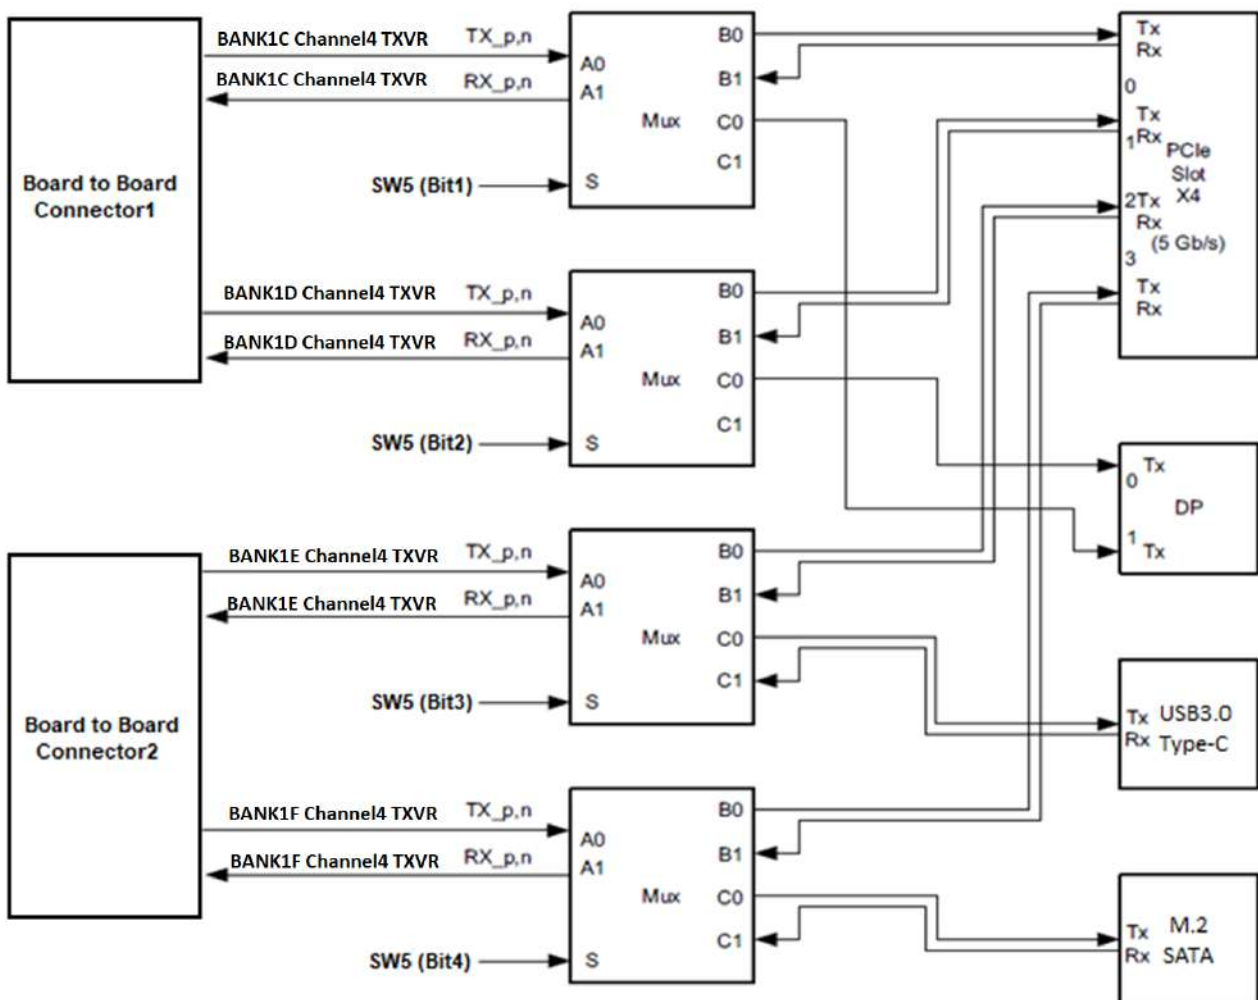 Board to Board
Connector1
BANK1C Channel4 TXVR TX_p,n
BANK1C Channel4 TXVR RX_p,n
SW5 (Bit1)
A0
A1
S
Mux
B0
B1
C0
C1
BANK1D Channel4 TXVR TX_p,n
BANK1D Channel4 TXVR RX_p,n
SW5 (Bit2)
A0
A1
S
Mux
B0
B1
C0
C1
Board to Board
Connector2
BANK1E Channel4 TXVR TX_p,n
BANK1E Channel4 TXVR RX_p,n
SW5 (Bit3)
A0
A1
S
Mux
B0
B1
C0
C1
BANK1F Channel4 TXVR TX_p,n
BANK1F Channel4 TXVR RX_p,n
SW5 (Bit4)
A0
A1
S
Mux
B0
B1
C0
C1
Tx
Rx
0
Tx
1 Rx
PCIe
Slot
X4
2 Tx
Rx
(5 Gb/s)
3
Tx
Rx
Tx
0
DP
1
Tx
Tx USB3.0
Rx Type-C
Tx M.2
Rx SATA